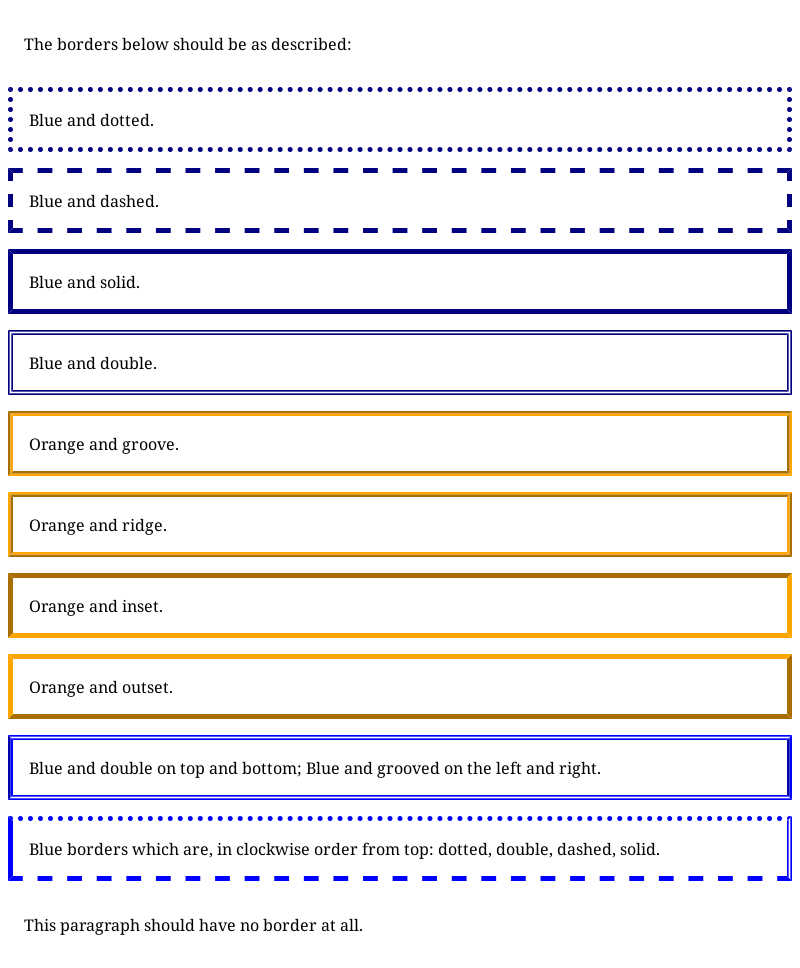 The borders below should be as described:
Blue and dotted.
Blue and dashed.
Blue and solid.
Blue and double.
Orange and groove.
Orange and ridge.
Orange and inset.
Orange and outset.
Blue and double on top and bottom; Blue and grooved on the left and right.
Blue borders which are, in clockwise order from top: dotted, double, dashed, solid.
This paragraph should have no border at all.